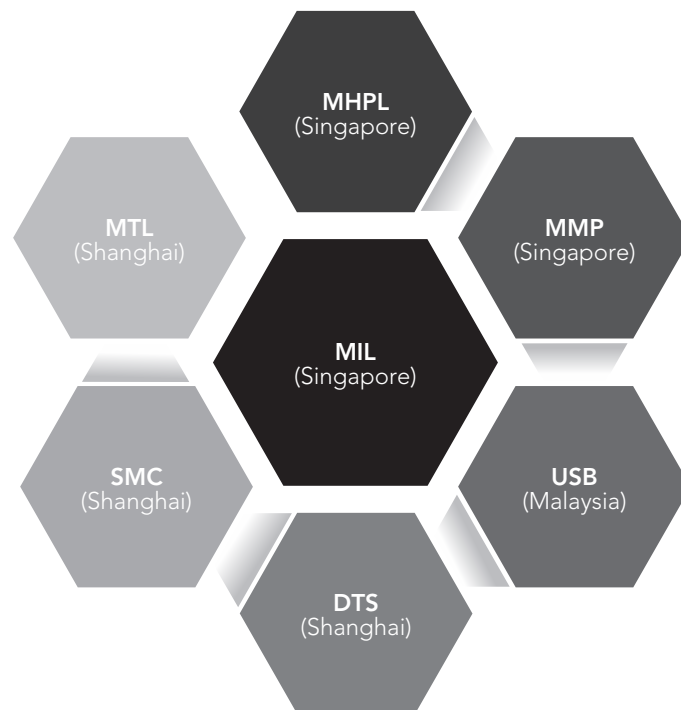 MHPL
(Singapore)
MTL
(Shanghai)
MMP
(Singapore)
MIL
(Singapore)
SMC
(Shanghai)
USB
(Malaysia)
DTS
(Shanghai)